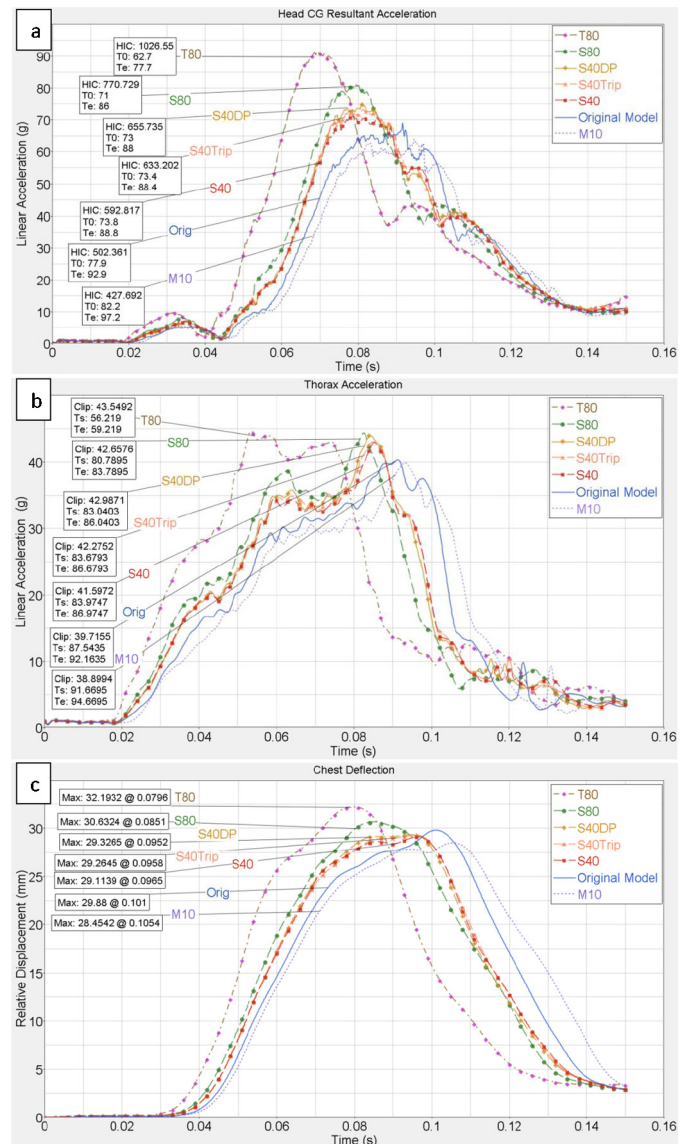 a
Head CG Resultant Acceleration
HIC: 1026.55
T0: 62.7
Te: 77.7
T80
HIC: 770.729
T0: 71
Te: 86
S80
HIC: 655.735
T0: 73
Te: 88
S40DP
HIC: 633.202
T0: 73.4
Te: 88.4
S40Trip
HIC: 592.817
T0: 73.8
Te: 88.8
S40
HIC: 502.361
T0: 77.9
Te: 92.9
Orig
HIC: 427.692
T0: 82.2
Te: 97.2
M10
T80
S80
S40DP
S40Trip
S40
Original Model
M10
Linear Acceleration (g)
90
80
70
60
50
40
30
20
10
0
0 0.02 0.04 0.06 0.08 0.1 0.12 0.14 0.16
Time (s)
b
Thorax Acceleration
Clip: 43.5492
Ts: 56.219
Te: 59.219
T80
Clip: 42.6576
Ts: 80.7895
Te: 83.7895
S80
Clip: 42.9871
Ts: 83.0403
Te: 86.0403
S40DP
Clip: 42.2752
Ts: 83.6793
Te: 86.6793
S40Trip
Clip: 41.5972
Ts: 83.9747
Te: 86.9747
S40
Clip: 39.7155
Ts: 87.5435
Te: 92.1635
Orig
Clip: 38.8994
Ts: 91.6695
Te: 94.6695
M10
T80
S80
S40DP
S40Trip
S40
Original Model
M10
Linear Acceleration (g)
40
30
20
10
0
0 0.02 0.04 0.06 0.08 0.1 0.12 0.14 0.16
Time (s)
c
Chest Deflection
Max: 32.1932 @ 0.0796
T80
Max: 30.6324 @ 0.0851
S80
Max: 29.3265 @ 0.0952
S40DP
Max: 29.2645 @ 0.0958
S40Trip
Max: 29.1139 @ 0.0965
S40
Max: 29.88 @ 0.101
Orig
Max: 28.4542 @ 0.1054
M10
T80
S80
S40DP
S40Trip
S40
Original Model
M10
Relative Displacement (mm)
30
25
20
15
10
5
0
0 0.02 0.04 0.06 0.08 0.1 0.12 0.14 0.16
Time (s)